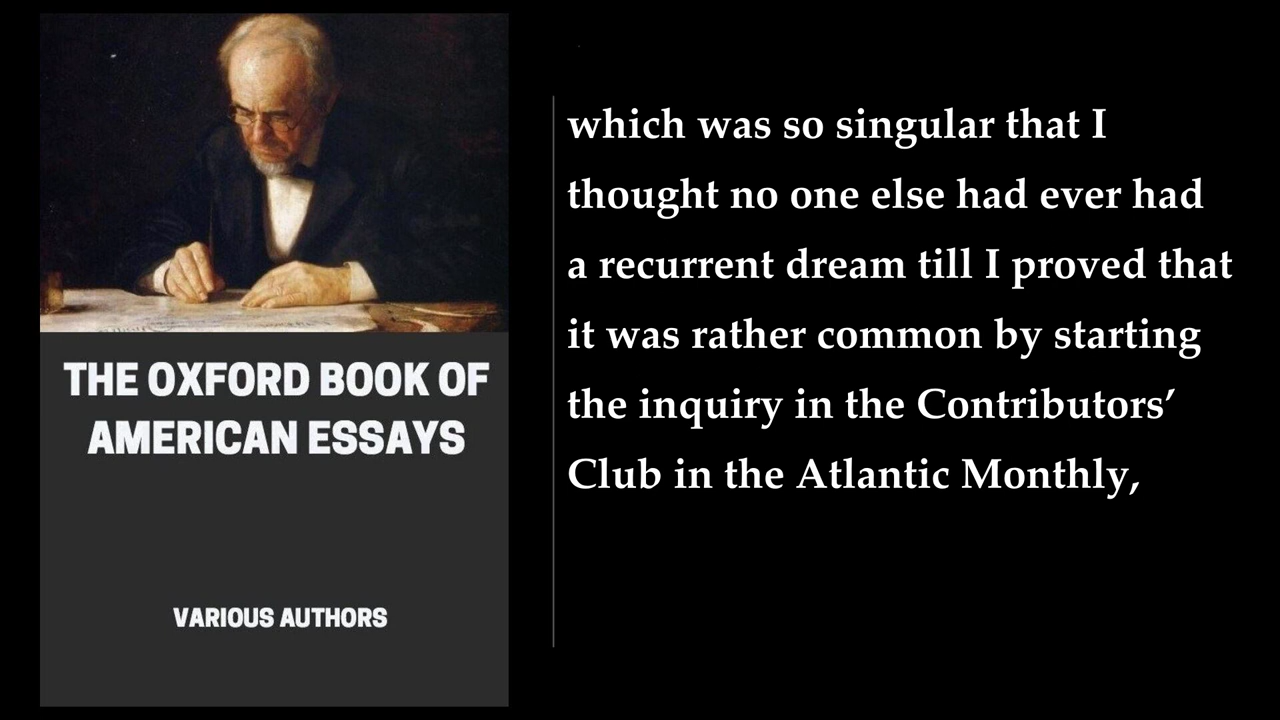 THE OXFORD BOOK OF
AMERICAN ESSAYS
VARIOUS AUTHORS
which was so singular that I
thought no one else had ever had
a recurrent dream till I proved that
it was rather common by starting
the inquiry in the Contributors’
Club in the Atlantic Monthly,